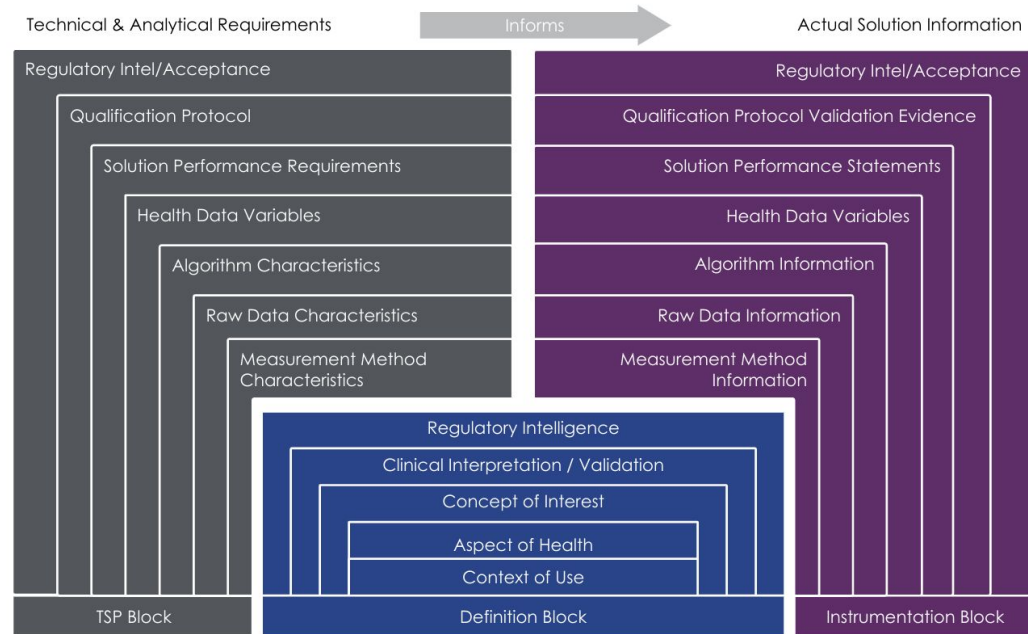 Technical & Analytical Requirements
Informs
Actual Solution Information
Regulatory Intel/Acceptance
Qualification Protocol
Solution Performance Requirements
Health Data Variables
Algorithm Characteristics
Raw Data Characteristics
Measurement Method
Characteristics
Regulatory Intel/Acceptance
Qualification Protocol Validation Evidence
Solution Performance Statements
Health Data Variables
Algorithm Information
Raw Data Information
Measurement Method
Information
Regulatory Intelligence
Clinical Interpretation / Validation
Concept of Interest
Aspect of Health
Context of Use
TSP Block
Definition Block
Instrumentation Block